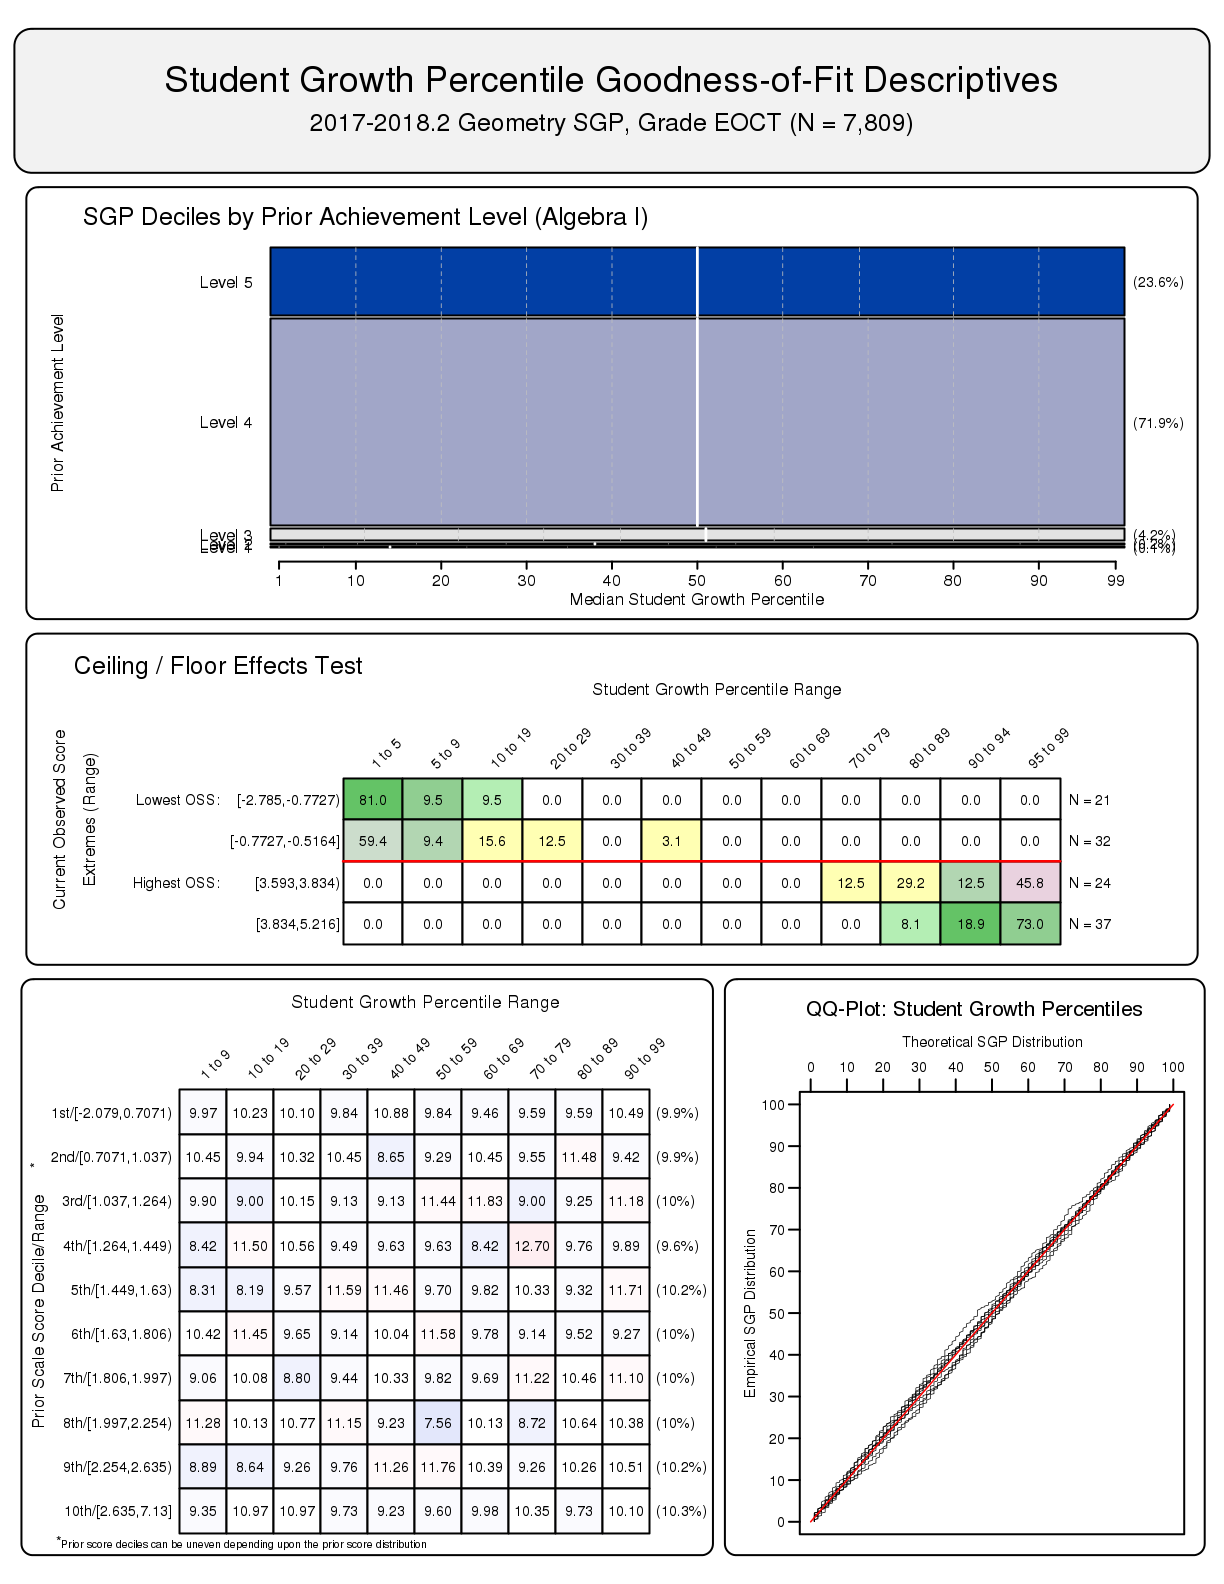 Student Growth Percentile Goodness-of-Fit Descriptives
2017-2018.2 Geometry SGP, Grade EOCT (N = 7,809)
SGP Deciles by Prior Achievement Level (Algebra I)
Prior Achievement Level
Level 5 (23.6%)
Level 4 (71.9%)
Level 3 (4.2%)
Level 1 (0.1%)
1 10 20 30 40 50 60 70 80 90 99
Median Student Growth Percentile
Ceiling / Floor Effects Test
Student Growth Percentile Range
Current Observed Score
Extremes (Range)
1 to 5 5 to 9 10 to 19 20 to 29 30 to 39 40 to 49 50 to 59 60 to 69 70 to 79 80 to 89 90 to 94 95 to 99
Lowest OSS: [-2.785,-0.7727) 81.0 9.5 9.5 0.0 0.0 0.0 0.0 0.0 0.0 0.0 0.0 0.0 N = 21
[-0.7727,-0.5164] 59.4 9.4 15.6 12.5 0.0 3.1 0.0 0.0 0.0 0.0 0.0 0.0 N = 32
Highest OSS: [3.593,3.834) 0.0 0.0 0.0 0.0 0.0 0.0 0.0 0.0 12.5 29.2 12.5 45.8 N = 24
[3.834,5.216] 0.0 0.0 0.0 0.0 0.0 0.0 0.0 0.0 0.0 8.1 18.9 73.0 N = 37
Student Growth Percentile Range
Prior Scale Score Decile/Range *
1 to 9 10 to 19 20 to 29 30 to 39 40 to 49 50 to 59 60 to 69 70 to 79 80 to 89 90 to 99
1st/[-2.079,0.7071) 9.97 10.23 10.10 9.84 10.88 9.84 9.46 9.59 9.59 10.49 (9.9%)
2nd/[0.7071,1.037) 10.45 9.94 10.32 10.45 8.65 9.29 10.45 9.55 11.48 9.42 (9.9%)
3rd/[1.037,1.264) 9.90 9.00 10.15 9.13 9.13 11.44 11.83 9.00 9.25 11.18 (10%)
4th/[1.264,1.449) 8.42 11.50 10.56 9.49 9.63 9.63 8.42 12.70 9.76 9.89 (9.6%)
5th/[1.449,1.63) 8.31 8.19 9.57 11.59 11.46 9.70 9.82 10.33 9.32 11.71 (10.2%)
6th/[1.63,1.806) 10.42 11.45 9.65 9.14 10.04 11.58 9.78 9.14 9.52 9.27 (10%)
7th/[1.806,1.997) 9.06 10.08 8.80 9.44 10.33 9.82 9.69 11.22 10.46 11.10 (10%)
8th/[1.997,2.254) 11.28 10.13 10.77 11.15 9.23 7.56 10.13 8.72 10.64 10.38 (10%)
9th/[2.254,2.635) 8.89 8.64 9.26 9.76 11.26 11.76 10.39 9.26 10.26 10.51 (10.2%)
10th/[2.635,7.13] 9.35 10.97 10.97 9.73 9.23 9.60 9.98 10.35 9.73 10.10 (10.3%)
*Prior score deciles can be uneven depending upon the prior score distribution
QQ-Plot: Student Growth Percentiles
Theoretical SGP Distribution
0 10 20 30 40 50 60 70 80 90 100
Empirical SGP Distribution
100
90
80
70
60
50
40
30
20
10
0